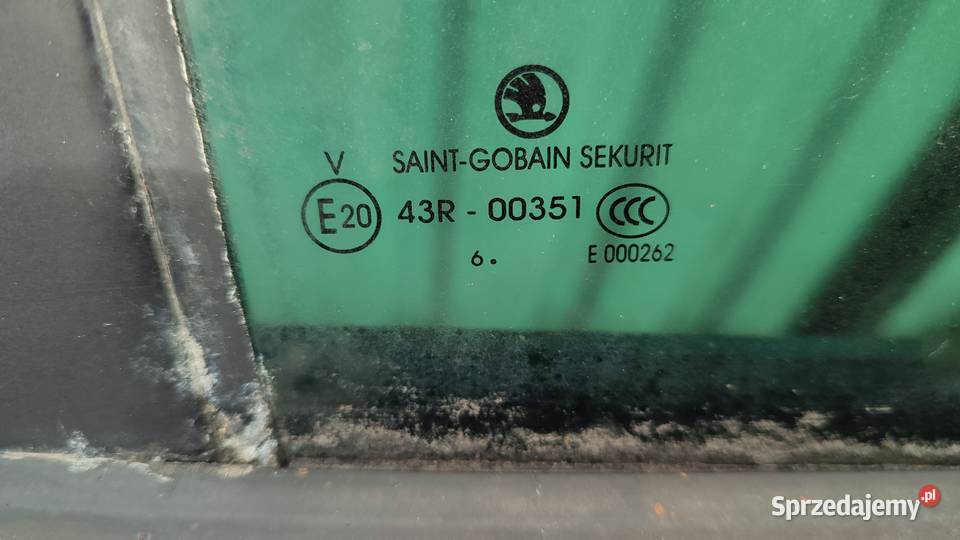 V SAINT-GOBAIN SEKURIT
E20 43R - 00351 CCC
6. E 000262
Sprzedajemy.pl